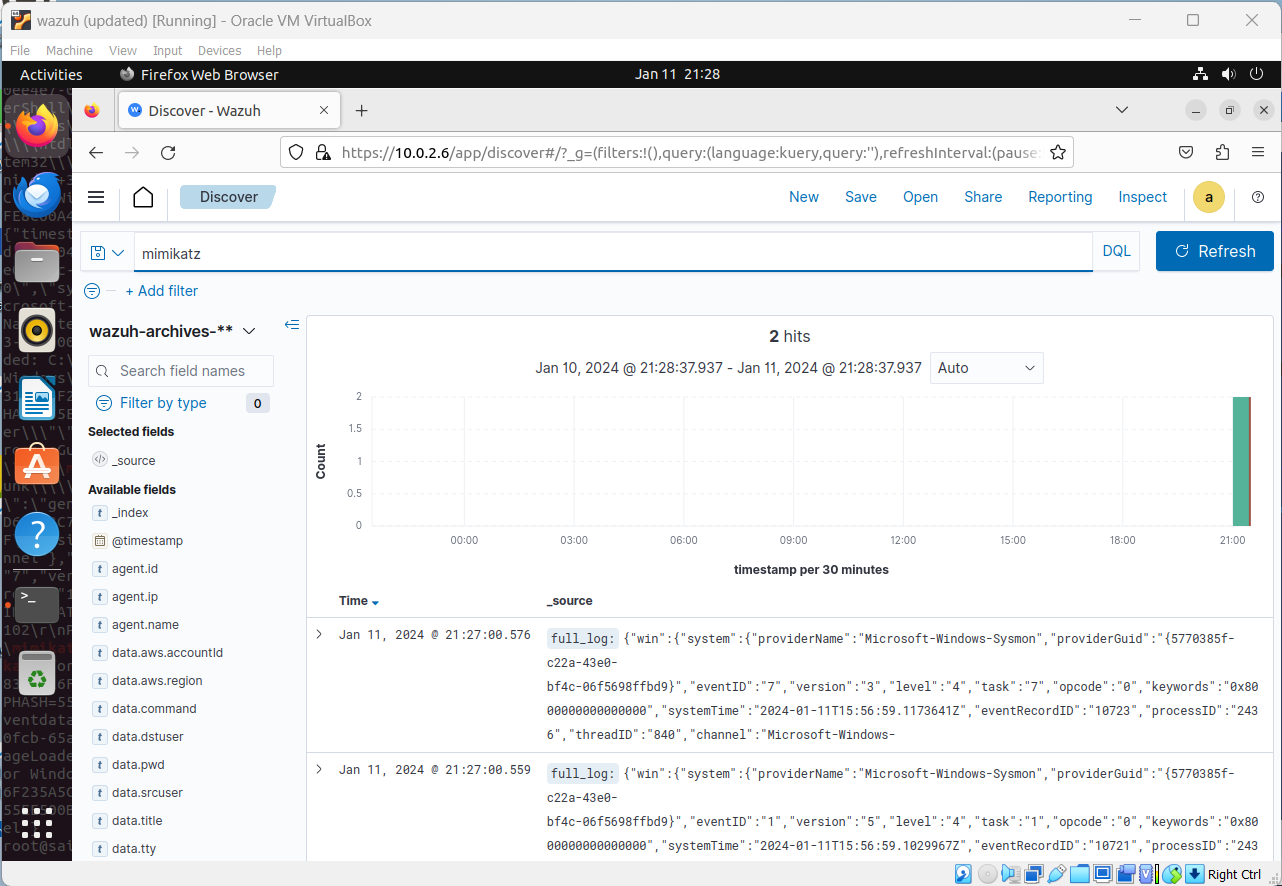 wazuh (updated) [Running] - Oracle VM VirtualBox
File Machine View Input Devices Help
Activities Firefox Web Browser Jan 11 21:28
Discover - Wazuh
https://10.0.2.6/app/discover#/?_g=(filters:!(),query:(language:kuery,query:''),refreshInterval:(pause:
Discover New Save Open Share Reporting Inspect a
mimikatz DQL Refresh
+ Add filter
wazuh-archives-**
2 hits
Search field names
Jan 10, 2024 @ 21:28:37.937 - Jan 11, 2024 @ 21:28:37.937 Auto
Filter by type 0
Selected fields
_source
Available fields
t _index
@timestamp
t agent.id
t agent.ip
t agent.name
t data.aws.accountId
t data.aws.region
t data.command
t data.dstuser
t data.pwd
t data.srcuser
t data.title
t data.tty
Count
2
1.5
1
0.5
0
00:00 03:00 06:00 09:00 12:00 15:00 18:00 21:00
timestamp per 30 minutes
Time _source
Jan 11, 2024 @ 21:27:00.576 full_log: {"win":{"system":{"providerName":"Microsoft-Windows-Sysmon","providerGuid":"{5770385f-
c22a-43e0-
bf4c-06f5698ffbd9}","eventID":"7","version":"3","level":"4","task":"7","opcode":"0","keywords":"0x8
000000000000000","systemTime":"2024-01-11T15:56:59.1173641Z","eventRecordID":"10723","processID":"243
6","threadID":"840","channel":"Microsoft-Windows-
Jan 11, 2024 @ 21:27:00.559 full_log: {"win":{"system":{"providerName":"Microsoft-Windows-Sysmon","providerGuid":"{5770385f-
c22a-43e0-
bf4c-06f5698ffbd9}","eventID":"1","version":"5","level":"4","task":"1","opcode":"0","keywords":"0x80
00000000000000","systemTime":"2024-01-11T15:56:59.1029967Z","eventRecordID":"10721","processID":"243
Right Ctrl